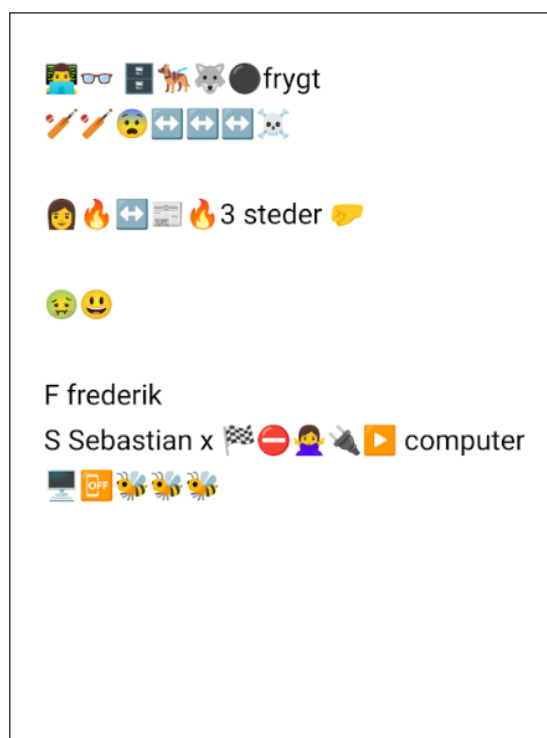 👨‍💻👓 🗄️🐕‍🦺🐺⚫frygt
🏏🏏😨↔️↔️↔️☠️
👩🔥↔️📰🔥3 steder 🤛
🤢😃
F frederik
S Sebastian x 🏁⛔🙅‍♀️🔌▶️ computer
🖥️📴🐝🐝🐝